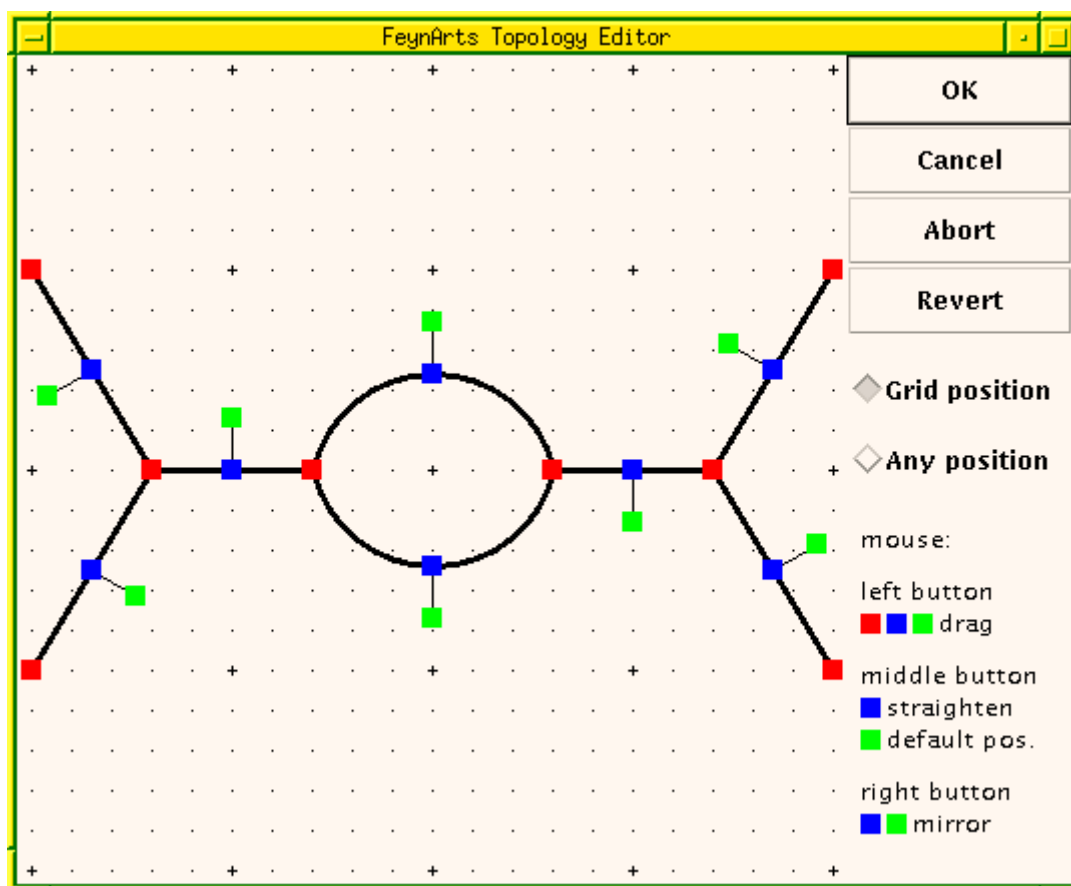 FeynArts Topology Editor
OK
Cancel
Abort
Revert
Grid position
Any position
mouse:
left button
drag
middle button
straighten
default pos.
right button
mirror